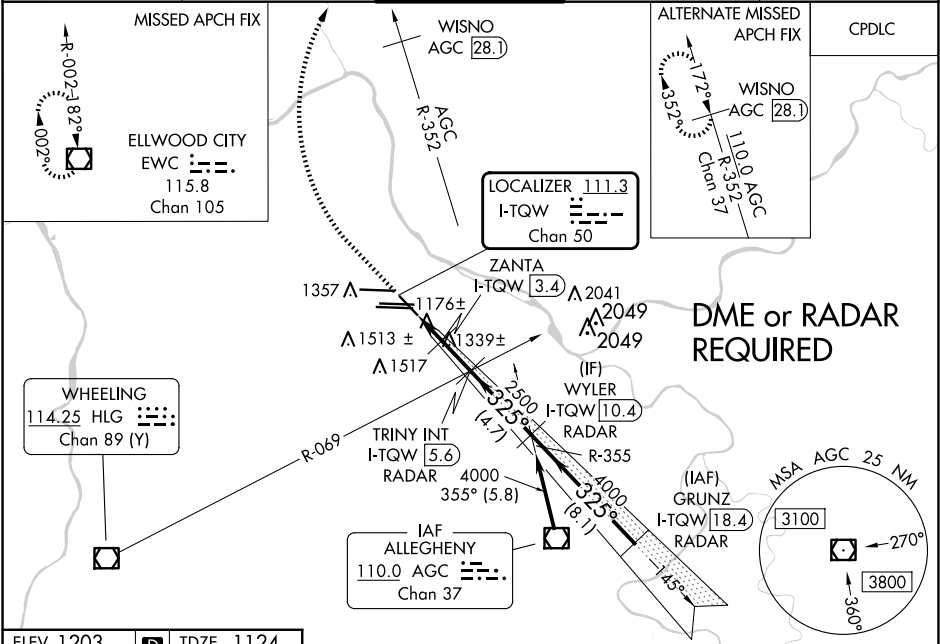 MISSED APCH FIX
R-002
182°
002°
ELLWOOD CITY
EWC
115.8
Chan 105
WISNO
AGC 28.1
AGC
R-352
ALTERNATE MISSED
APCH FIX
172°
352°
WISNO
AGC 28.1
110.0 AGC
R-352
Chan 37
CPDLC
LOCALIZER 111.3
I-TQW
Chan 50
ZANTA
I-TQW 3.4
1357
1176±
2041
2049
2049
1513 ±
1339±
1517
DME or RADAR
REQUIRED
WHEELING
114.25 HLG
Chan 89 (Y)
R-069
TRINY INT
I-TQW 5.6
RADAR
2500
325°
(4.7)
(IF)
WYLER
I-TQW 10.4
RADAR
R-355
4000
355° (5.8)
4000
325°
(8.1)
(IAF)
GRUNZ
I-TQW 18.4
RADAR
145°
IAF
ALLEGHENY
110.0 AGC
Chan 37
MSA AGC 25 NM
3100
270°
3800
360°
ELEV 1203
D
TDZE 1124